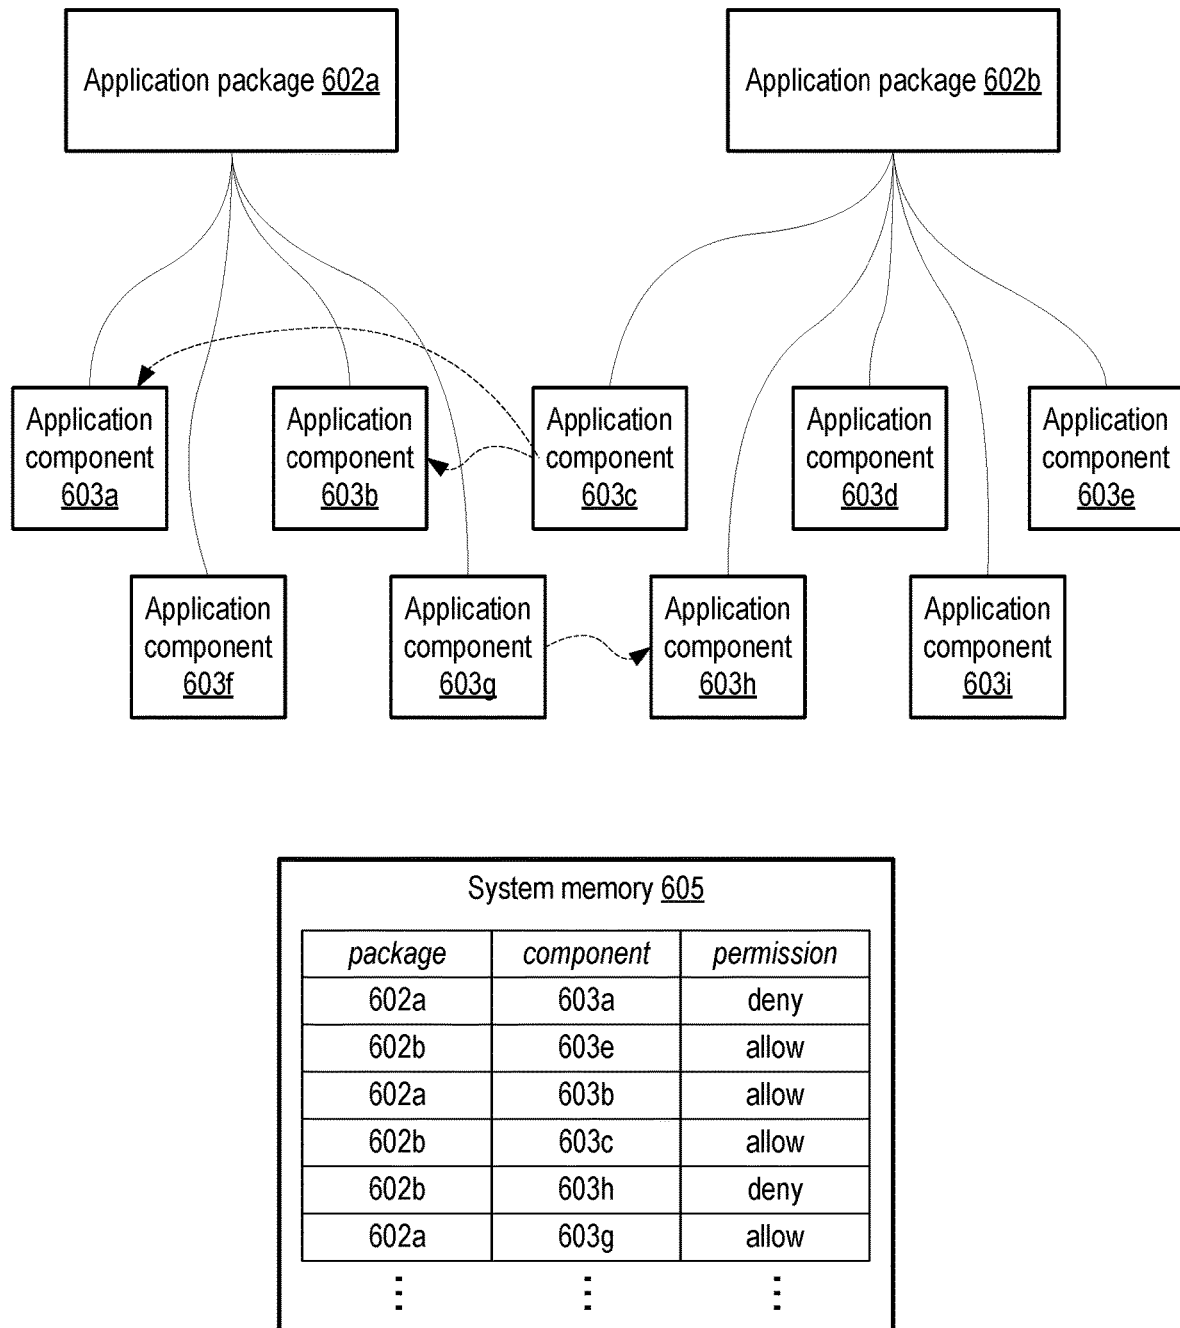 Application package 602a
Application package 602b
Application
component
603a
Application
component
603b
Application
component
603c
Application
component
603d
Application
component
603e
Application
component
603f
Application
component
603g
Application
component
603h
Application
component
603i
System memory 605
package component permission
602a 603a deny
602b 603e allow
602a 603b allow
602b 603c allow
602b 603h deny
602a 603g allow